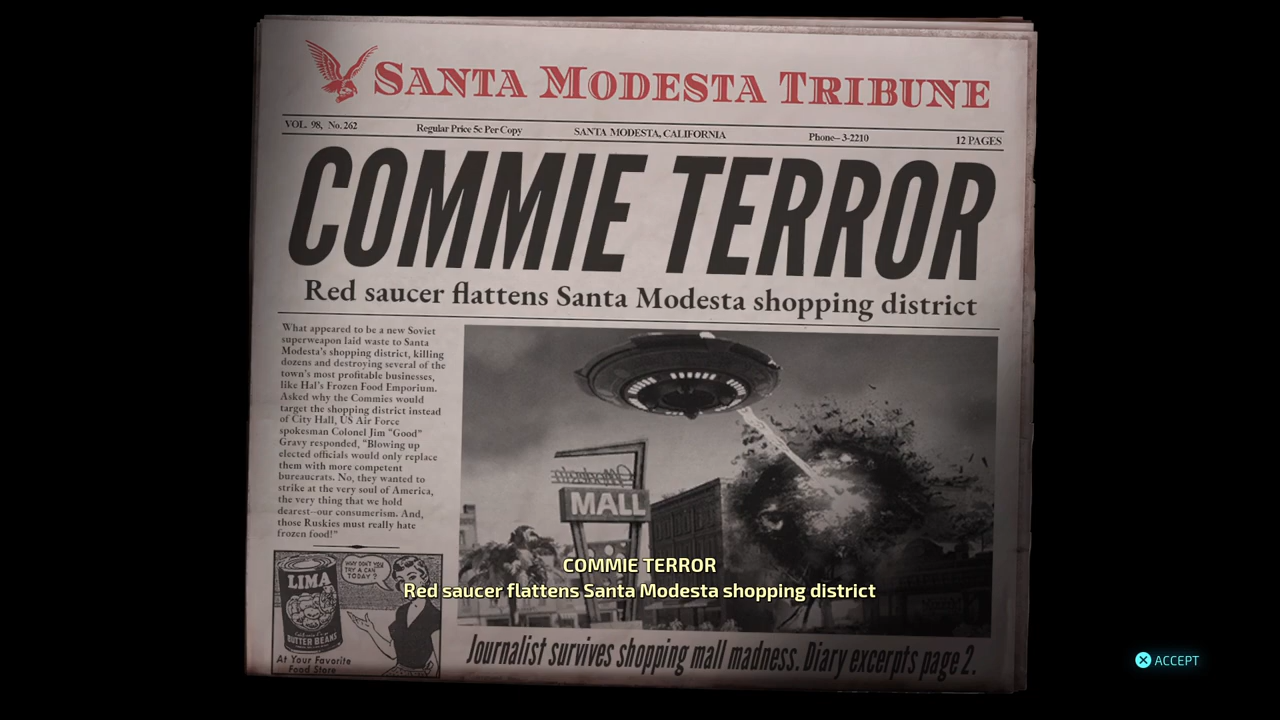 SANTA MODESTA TRIBUNE
VOL. 98, No. 262
Regular Price 5c Per Copy
SANTA MODESTA, CALIFORNIA
Phone–3-2210
12 PAGES
COMMIE TERROR
Red saucer flattens Santa Modesta shopping district
What appeared to be a new Soviet
superweapon laid waste to Santa
Modesta's shopping district, killing
dozens and destroying several of the
town's most profitable businesses,
like Hal's Frozen Food Emporium.
Asked why the Commies would
target the shopping district instead
of City Hall, US Air Force
spokesman Colonel Jim "Good"
Gravy responded, "Blowing up
elected officials would only replace
them with more competent
bureaucrats. No, they wanted to
strike at the very soul of America,
the very thing that we hold
dearest--our consumerism. And,
those Ruskies must really hate
frozen food!"
MALL
LIMA
BUTTER BEANS
WHY DON'T YOU
TRY A CAN
TODAY?
At Your Favorite
Food Store
COMMIE TERROR
Red saucer flattens Santa Modesta shopping district
Journalist survives shopping mall madness. Diary excerpts page 2.
ACCEPT